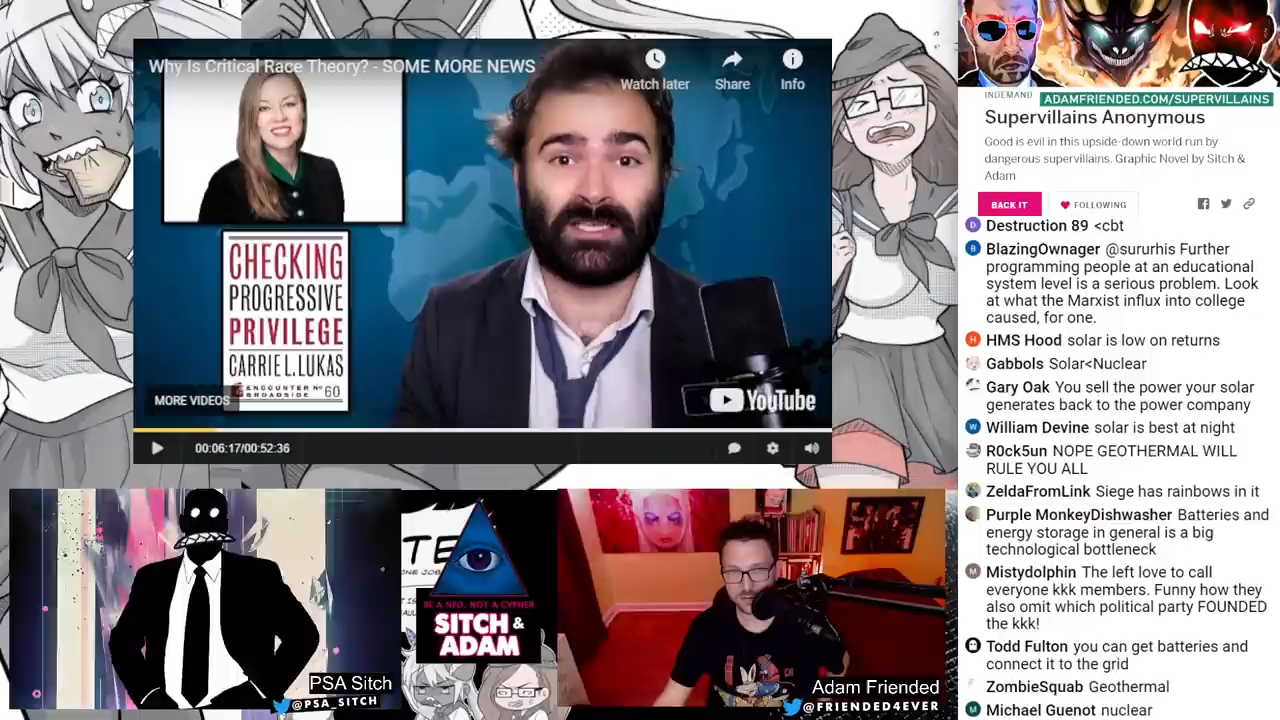 Why Is Critical Race Theory? - SOME MORE NEWS
Watch later
Share
Info
CHECKING
PROGRESSIVE
PRIVILEGE
CARRIE L. LUKAS
ENCOUNTER
BROADSIDE
Nº 60
MORE VIDEOS
YouTube
00:06:17/00:52:36
BE A NEO, NOT A CYPHER
SITCH &
ADAM
PSA Sitch
@PSA_SITCH
Adam Friended
@FRIENDED4EVER
INDEMAND
ADAMFRIENDED.COM/SUPERVILLAINS
Supervillains Anonymous
Good is evil in this upside-down world run by
dangerous supervillains. Graphic Novel by Sitch &
Adam
BACK IT
FOLLOWING
Destruction 89 <cbt
BlazingOwnager @sururhis Further
programming people at an educational
system level is a serious problem. Look
at what the Marxist influx into college
caused, for one.
HMS Hood solar is low on returns
Gabbols Solar<Nuclear
Gary Oak You sell the power your solar
generates back to the power company
William Devine solar is best at night
R0ck5un NOPE GEOTHERMAL WILL
RULE YOU ALL
ZeldaFromLink Siege has rainbows in it
Purple MonkeyDishwasher Batteries and
energy storage in general is a big
technological bottleneck
Mistydolphin The left love to call
everyone kkk members. Funny how they
also omit which political party FOUNDED
the kkk!
Todd Fulton you can get batteries and
connect it to the grid
ZombieSquab Geothermal
Michael Guenot nuclear